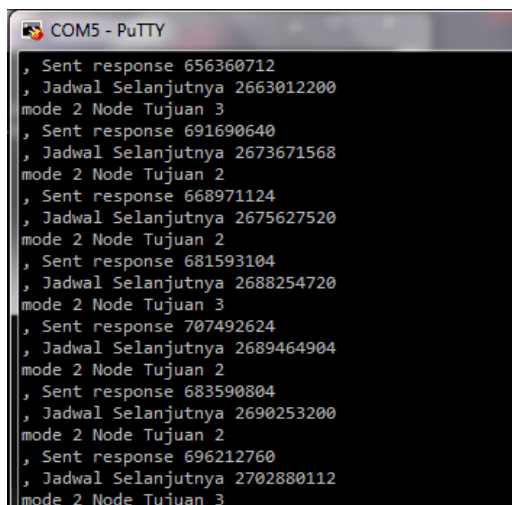 COM5 - PuTTY
, Sent response 656360712
, Jadwal Selanjutnya 2663012200
mode 2 Node Tujuan 3
, Sent response 691690640
, Jadwal Selanjutnya 2673671568
mode 2 Node Tujuan 2
, Sent response 668971124
, Jadwal Selanjutnya 2675627520
mode 2 Node Tujuan 2
, Sent response 681593104
, Jadwal Selanjutnya 2688254720
mode 2 Node Tujuan 3
, Sent response 707492624
, Jadwal Selanjutnya 2689464904
mode 2 Node Tujuan 2
, Sent response 683590804
, Jadwal Selanjutnya 2690253200
mode 2 Node Tujuan 2
, Sent response 696212760
, Jadwal Selanjutnya 2702880112
mode 2 Node Tujuan 3